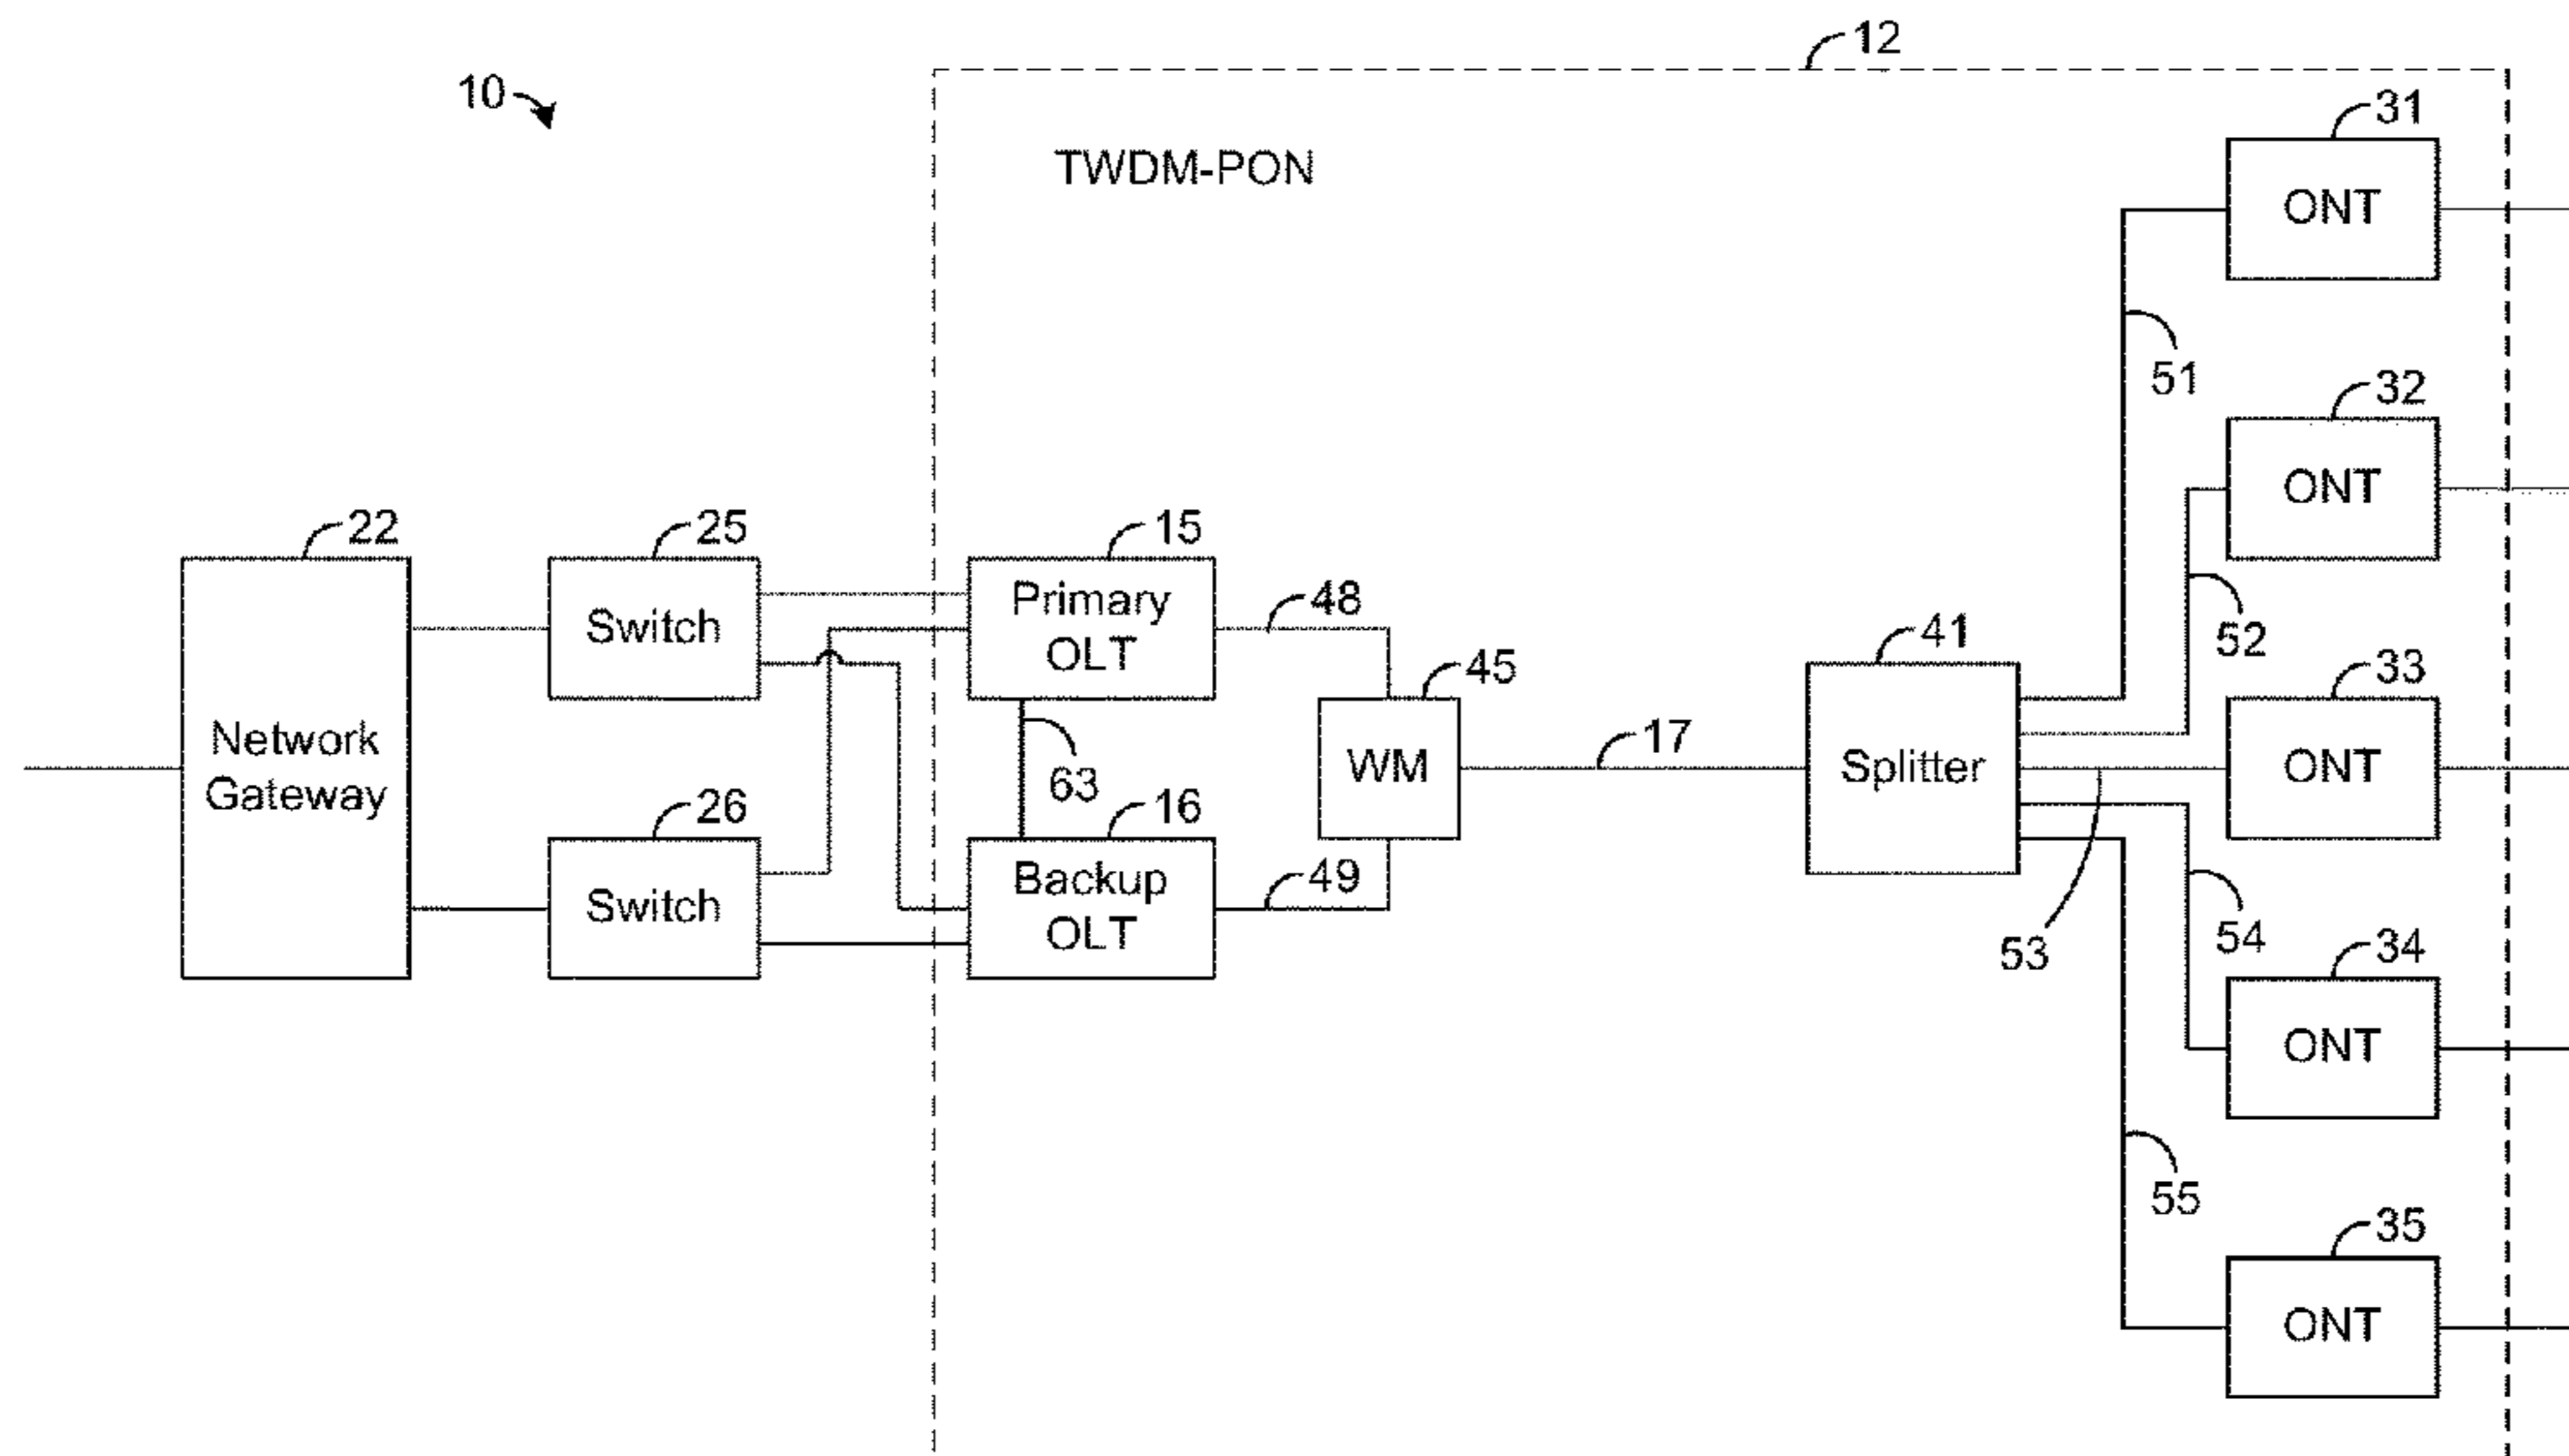 12
10
31
TWDM-PON
ONT
51
32
ONT
22
25
15
Primary
OLT
48
52
Switch
41
45
33
Network
Gateway
63
WM
17
Splitter
ONT
26
16
Switch
Backup
OLT
49
53
54
34
ONT
55
35
ONT